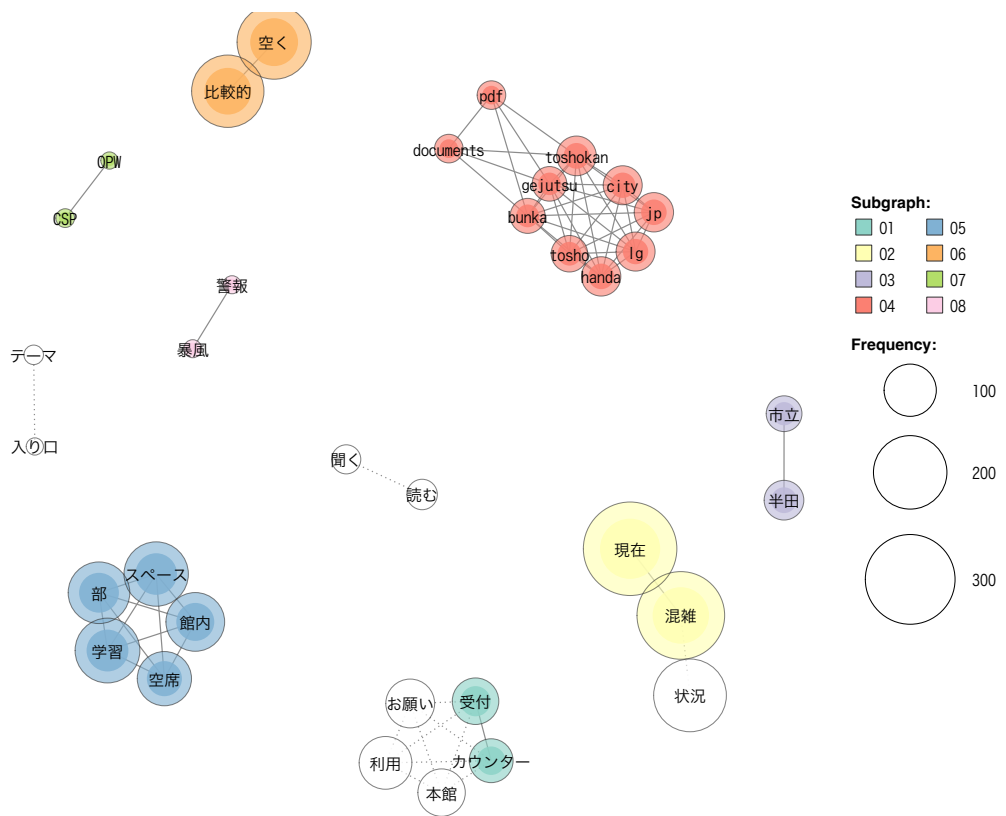 空く
比較的
pdf
OPW
documents
toshokan
gejutsu
city
CSP
bunka
jp
tosho
lg
handa
警報
暴風
テーマ
入り口
聞く
読む
市立
半田
現在
混雑
状況
スペース
部
館内
学習
空席
お願い
受付
利用
カウンター
本館
Subgraph:
01 05
02 06
03 07
04 08
Frequency:
100
200
300